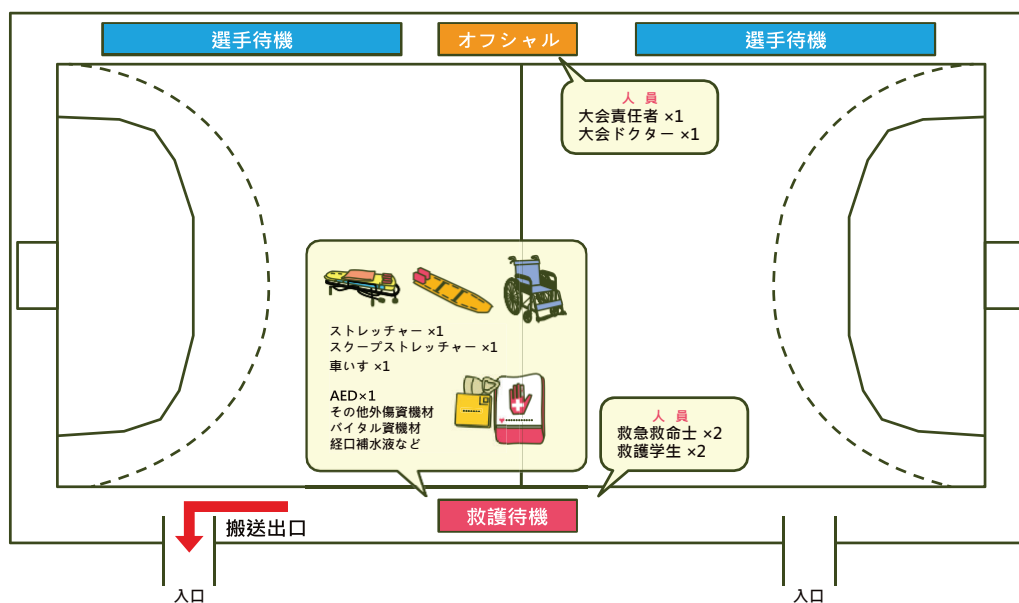 選手待機
オフシャル
選手待機
人員
大会責任者 ×1
大会ドクター ×1
ストレッチャー ×1
スクープストレッチャー ×1
車いす ×1
AED×1
その他外傷資機材
バイタル資機材
経口補水液など
人員
救急救命士 ×2
救護学生 ×2
救護待機
搬送出口
入口
入口